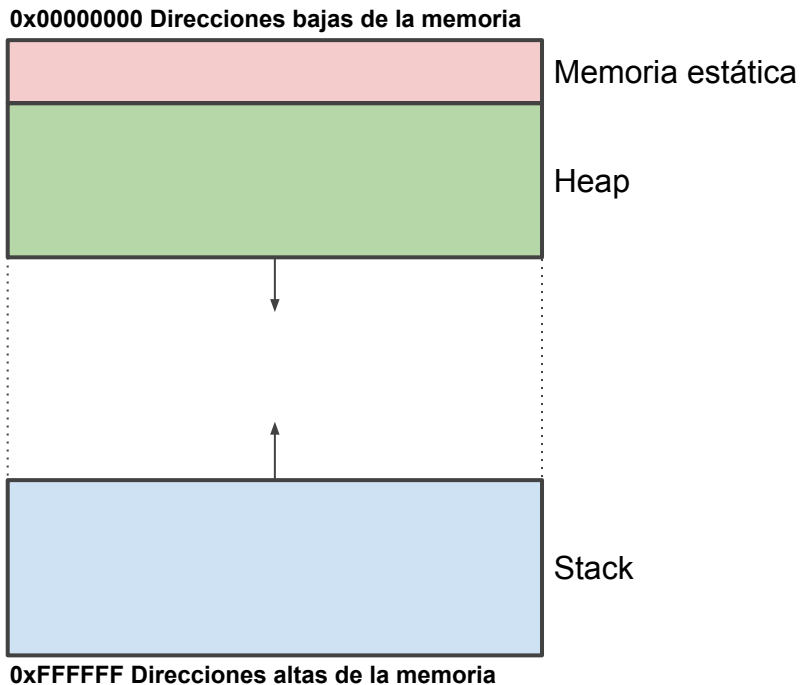 0x00000000 Direcciones bajas de la memoria
Memoria estática
Heap
Stack
0xFFFFFF Direcciones altas de la memoria